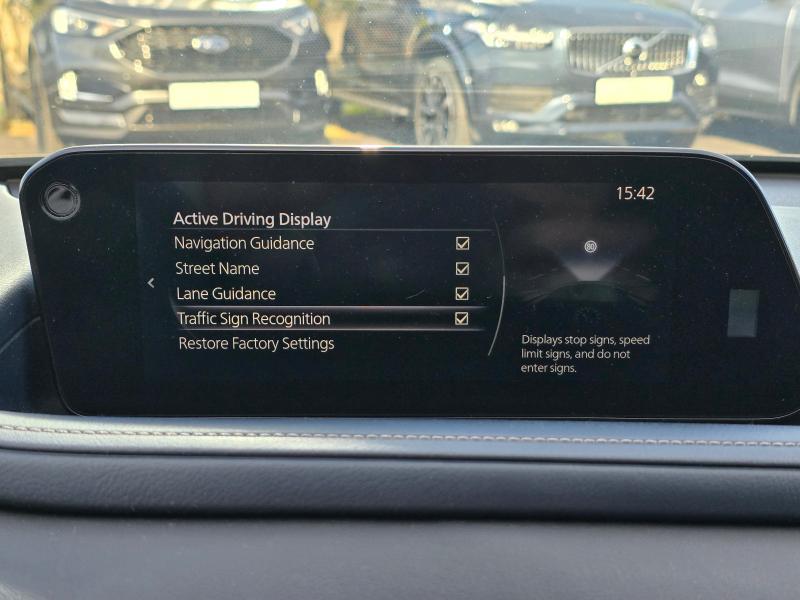 15:42
Active Driving Display
Navigation Guidance
Street Name
Lane Guidance
Traffic Sign Recognition
Restore Factory Settings
80
Displays stop signs, speed
limit signs, and do not
enter signs.